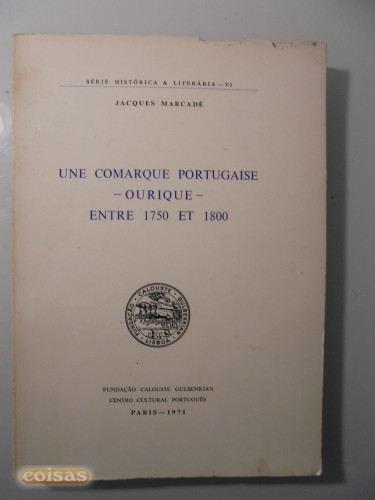 SÉRIE HISTÓRICA & LITERÁRIA — VI
JACQUES MARCADÉ
UNE COMARQUE PORTUGAISE
— OURIQUE —
ENTRE 1750 ET 1800
FUNDAÇÃO CALOUSTE GULBENKIAN LISBOA
FUNDAÇÃO CALOUSTE GULBENKIAN
CENTRO CULTURAL PORTUGUÊS
PARIS — 1971
coisas